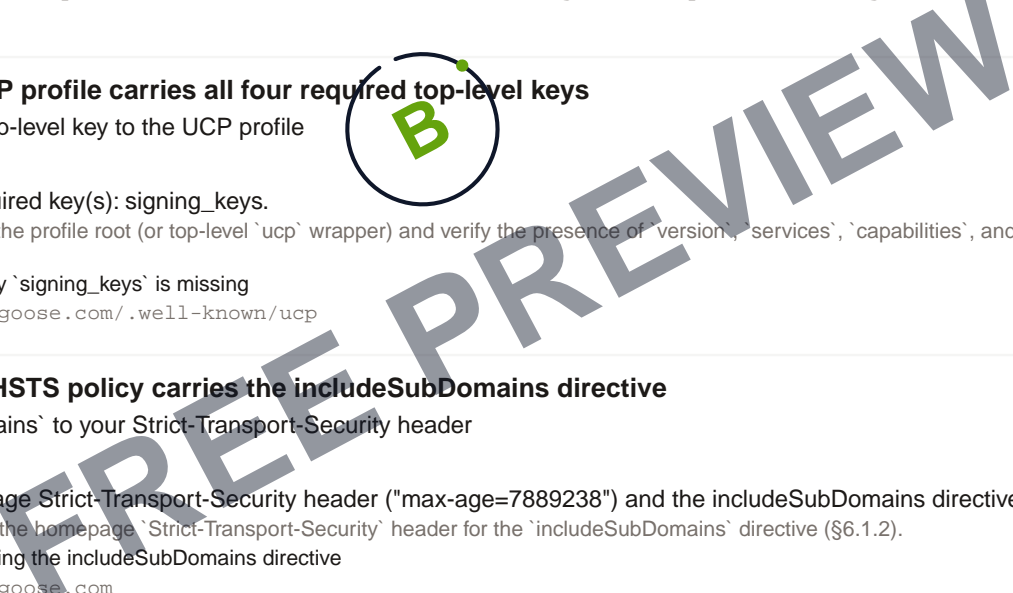 P profile carries all four required top-level keys
o-level key to the UCP profile
B
uired key(s): signing_keys.
the profile root (or top-level `ucp` wrapper) and verify the presence of `version`, `services`, `capabilities`, and
y `signing_keys` is missing
goose.com/.well-known/ucp
HSTS policy carries the includeSubDomains directive
ains` to your Strict-Transport-Security header
age Strict-Transport-Security header ("max-age=7889238") and the includeSubDomains directive
the homepage `Strict-Transport-Security` header for the `includeSubDomains` directive (§6.1.2).
ing the includeSubDomains directive
goose.com
FREE PREVIEW